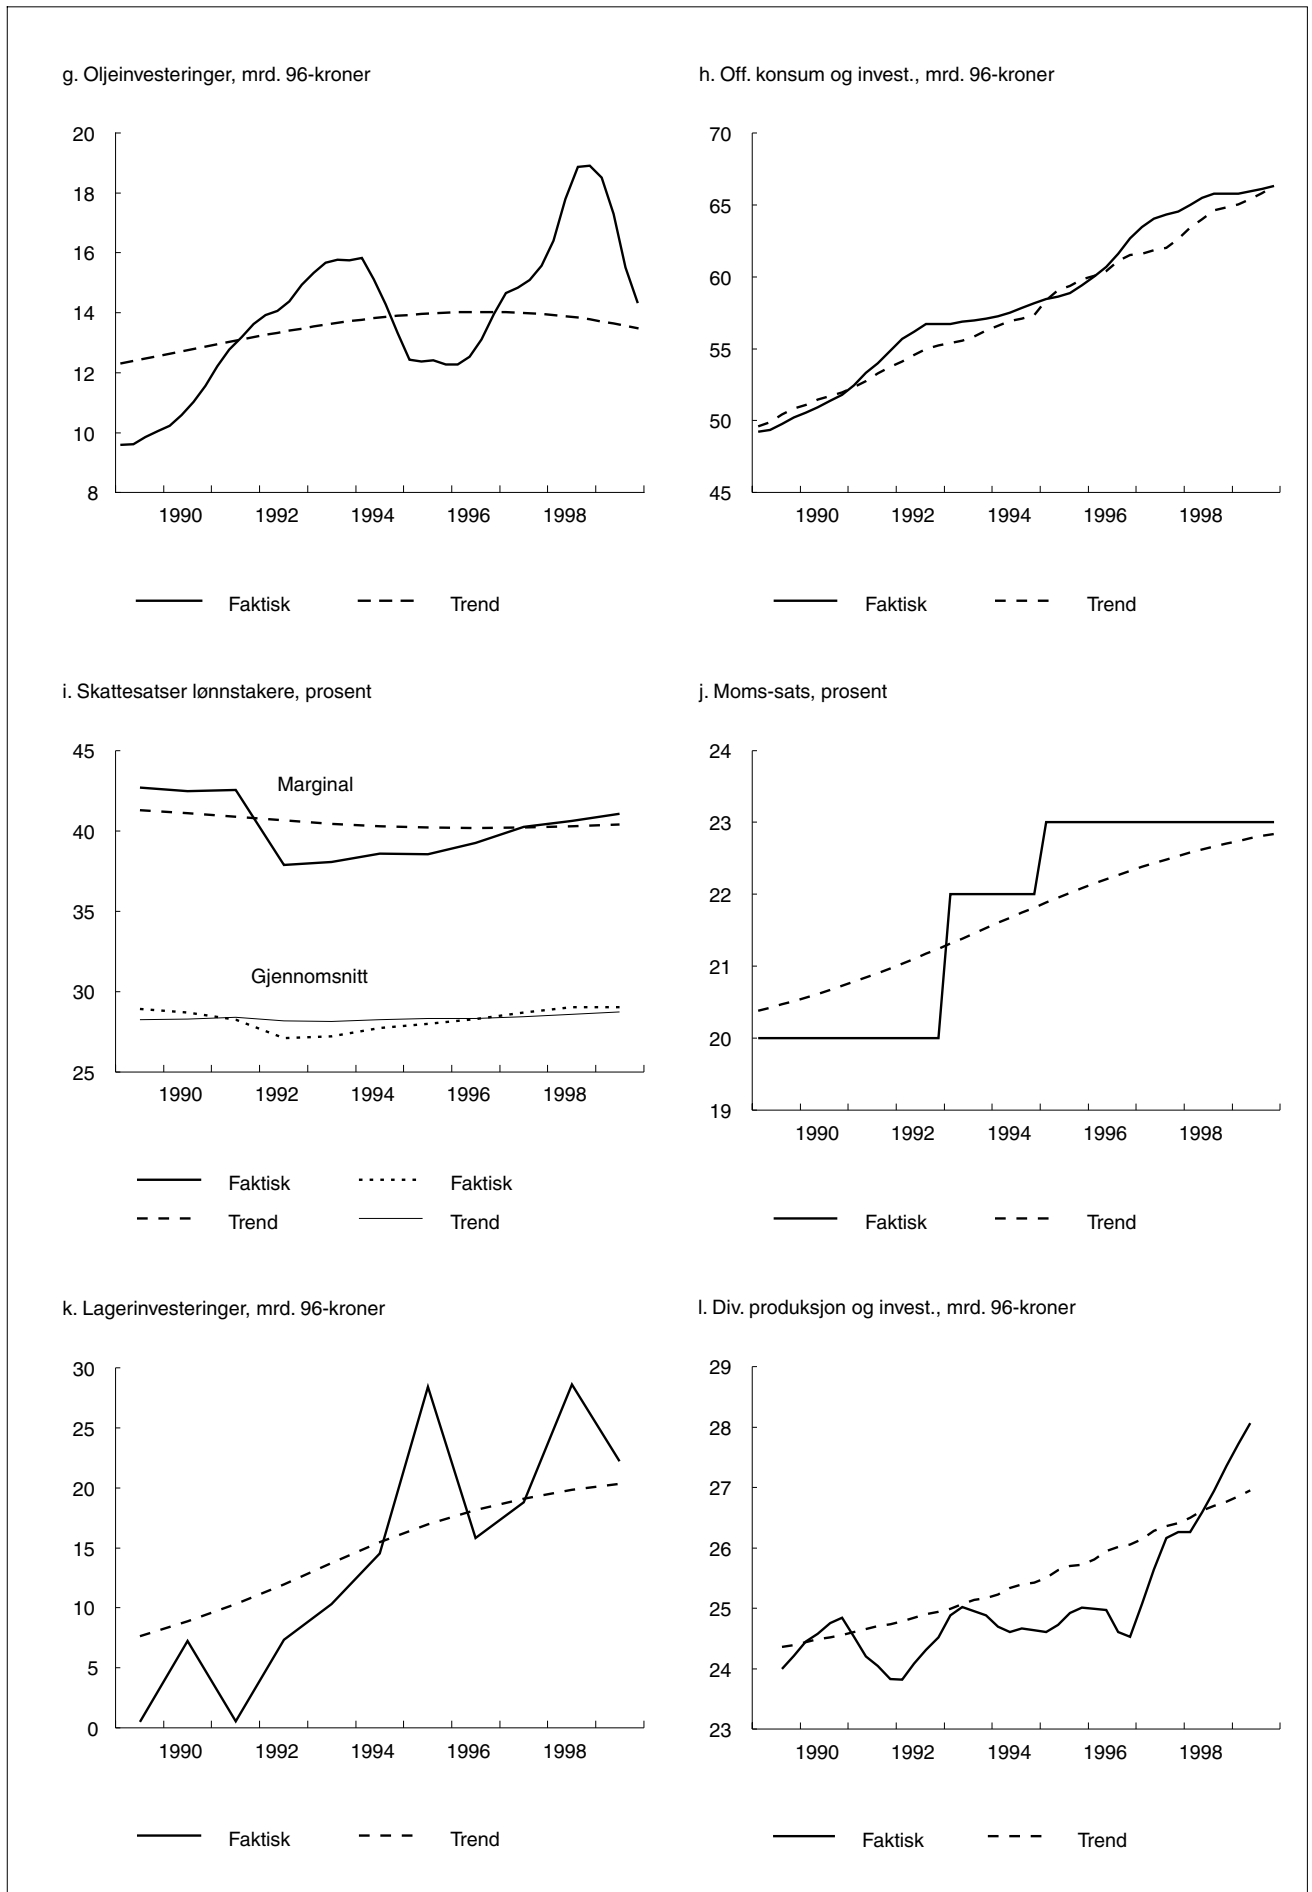 g. Oljeinvesteringer, mrd. 96-kroner
20
18
16
14
12
10
8
1990 1992 1994 1996 1998
Faktisk Trend
h. Off. konsum og invest., mrd. 96-kroner
70
65
60
55
50
45
1990 1992 1994 1996 1998
Faktisk Trend
i. Skattesatser lønnstakere, prosent
45
Marginal
40
35
Gjennomsnitt
30
25
1990 1992 1994 1996 1998
Faktisk Faktisk
Trend Trend
j. Moms-sats, prosent
24
23
22
21
20
19
1990 1992 1994 1996 1998
Faktisk Trend
k. Lagerinvesteringer, mrd. 96-kroner
30
25
20
15
10
5
0
1990 1992 1994 1996 1998
Faktisk Trend
l. Div. produksjon og invest., mrd. 96-kroner
29
28
27
26
25
24
23
1990 1992 1994 1996 1998
Faktisk Trend